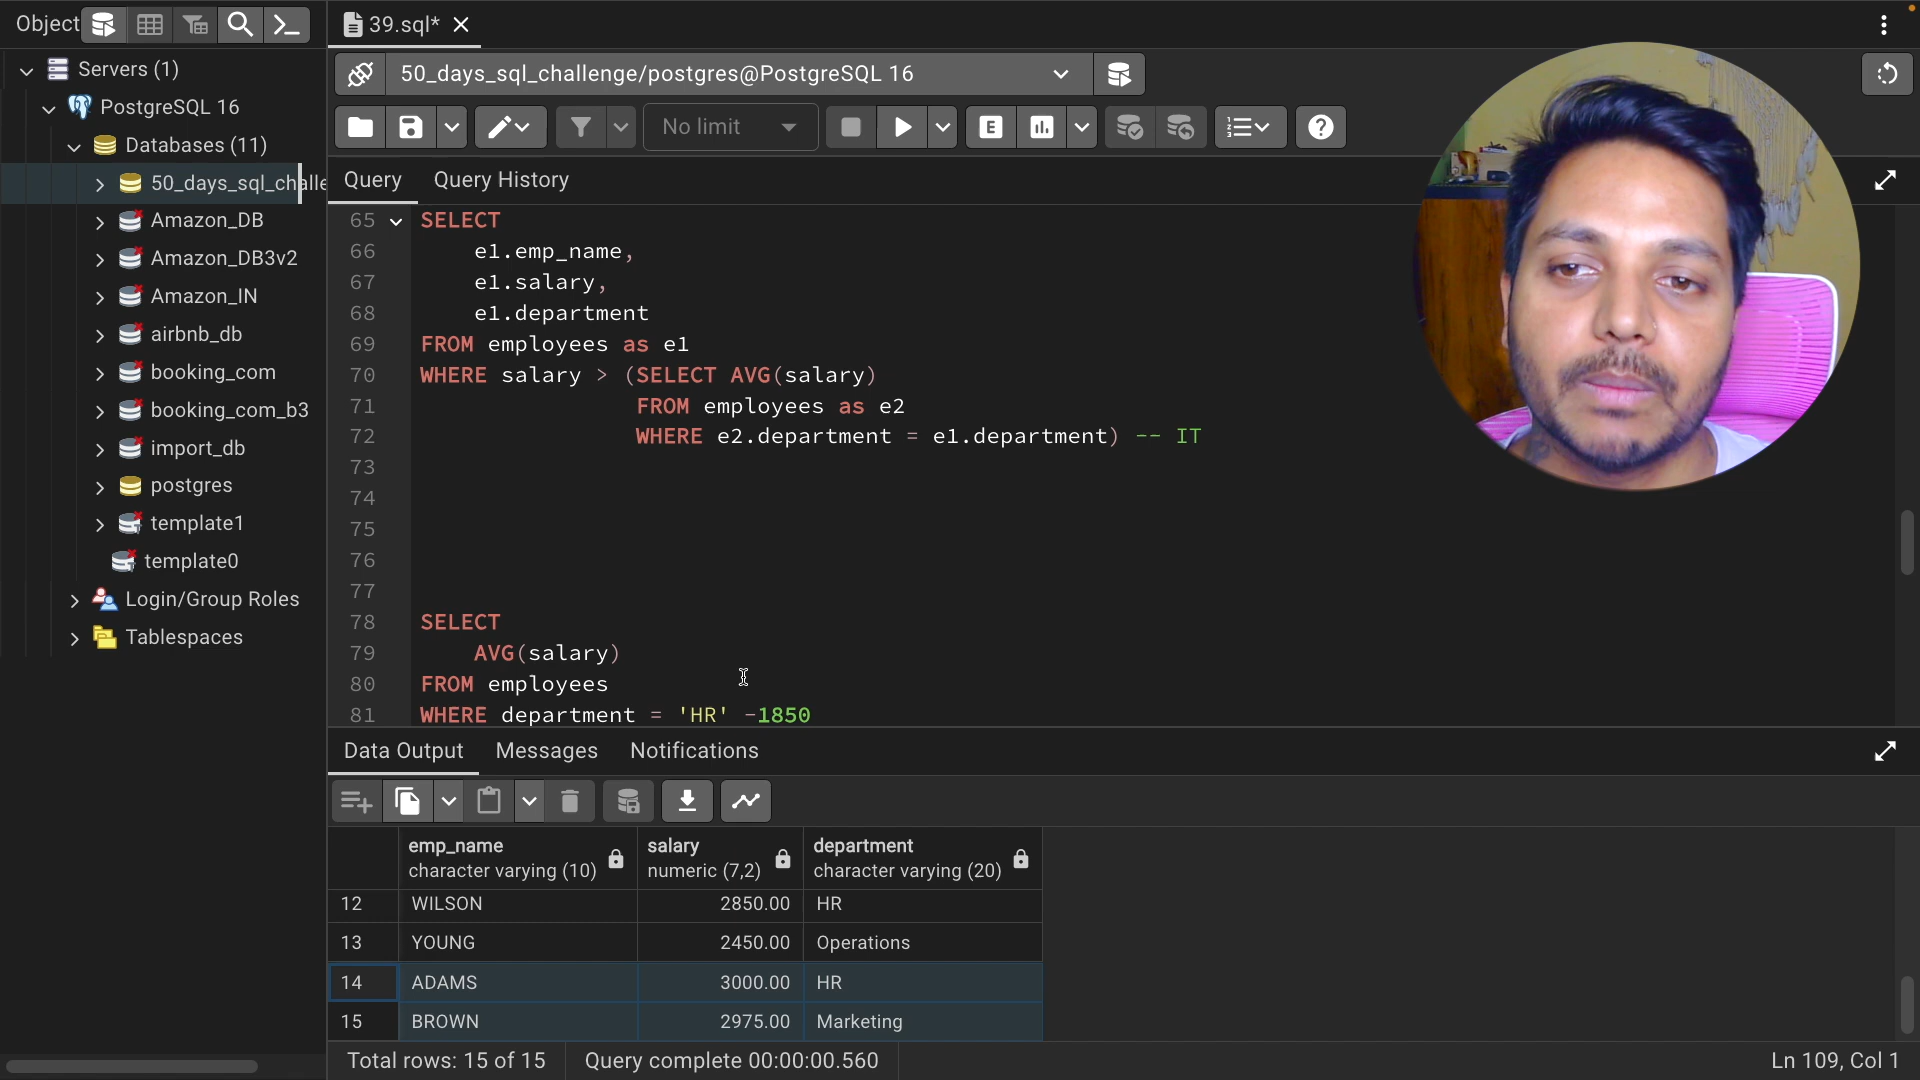 Object
39.sql*
Servers (1)
PostgreSQL 16
Databases (11)
50_days_sql_challe
Amazon_DB
Amazon_DB3v2
Amazon_IN
airbnb_db
booking_com
booking_com_b3
import_db
postgres
template1
template0
Login/Group Roles
Tablespaces
50_days_sql_challenge/postgres@PostgreSQL 16
No limit
E
Query Query History
65 SELECT
66 e1.emp_name,
67 e1.salary,
68 e1.department
69 FROM employees as e1
70 WHERE salary > (SELECT AVG(salary)
71 FROM employees as e2
72 WHERE e2.department = e1.department) -- IT
73
74
75
76
77
78 SELECT
79 AVG(salary)
80 FROM employees
81 WHERE department = 'HR' -1850
Data Output Messages Notifications
emp_name salary department
character varying (10) numeric (7,2) character varying (20)
12 WILSON 2850.00 HR
13 YOUNG 2450.00 Operations
14 ADAMS 3000.00 HR
15 BROWN 2975.00 Marketing
Total rows: 15 of 15 Query complete 00:00:00.560 Ln 109, Col 1